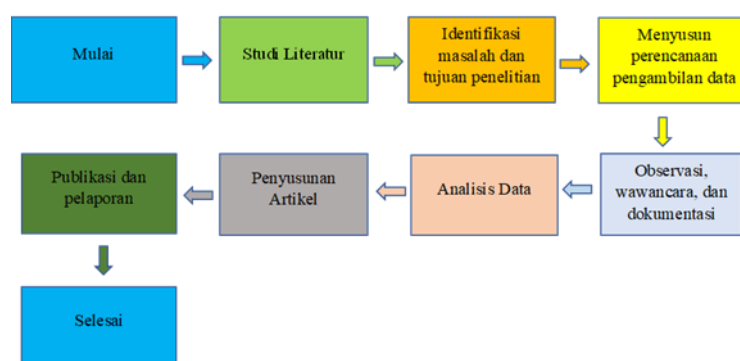 Mulai
Studi Literatur
Identifikasi
masalah dan
tujuan penelitian
Menyusun
perencanaan
pengambilan data
Observasi,
wawancara, dan
dokumentasi
Analisis Data
Penyusunan
Artikel
Publikasi dan
pelaporan
Selesai